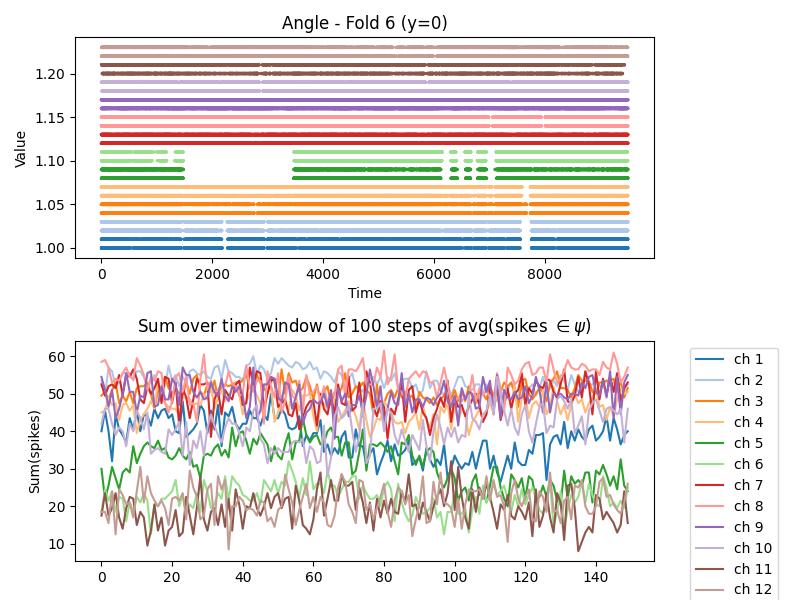 Angle - Fold 6 (y=0)
Value
1.20
1.15
1.10
1.05
1.00
0 2000 4000 6000 8000
Time
Sum over timewindow of 100 steps of avg(spikes ∈ψ)
Sum(spikes)
60
50
40
30
20
10
0 20 40 60 80 100 120 140
ch 1
ch 2
ch 3
ch 4
ch 5
ch 6
ch 7
ch 8
ch 9
ch 10
ch 11
ch 12